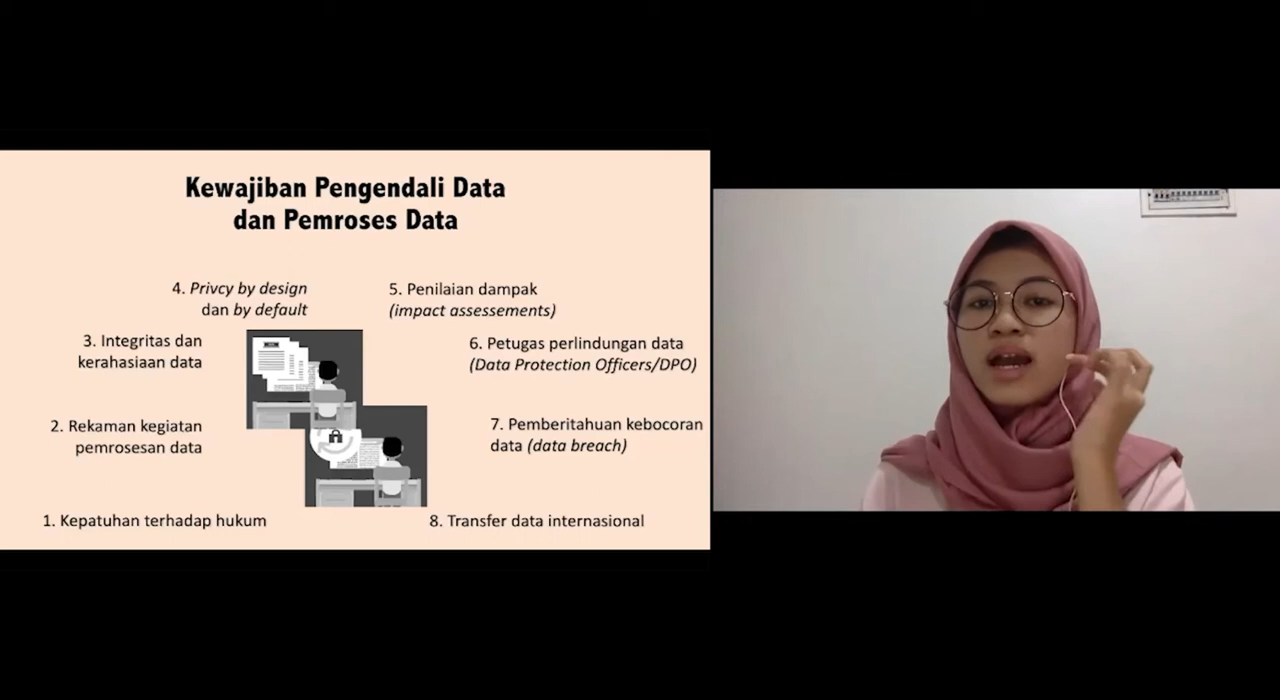 Kewajiban Pengendali Data
dan Pemroses Data
4. Privcy by design
dan by default
5. Penilaian dampak
(impact assessements)
3. Integritas dan
kerahasiaan data
6. Petugas perlindungan data
(Data Protection Officers/DPO)
2. Rekaman kegiatan
pemrosesan data
7. Pemberitahuan kebocoran
data (data breach)
1. Kepatuhan terhadap hukum
8. Transfer data internasional